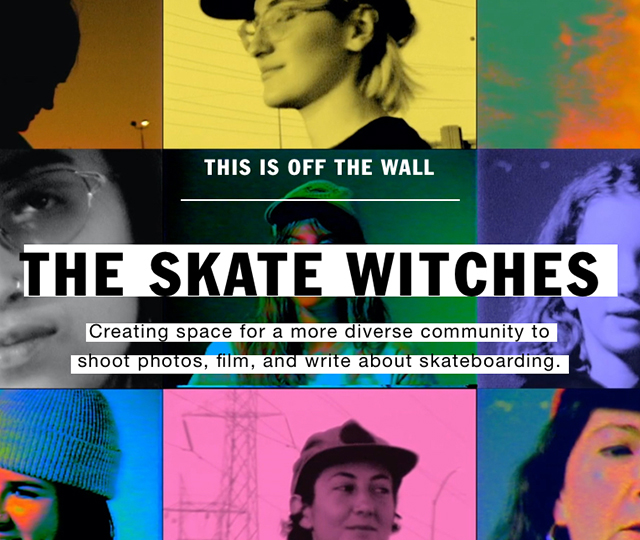 THIS IS OFF THE WALL
THE SKATE WITCHES
Creating space for a more diverse community to
shoot photos, film, and write about skateboarding.